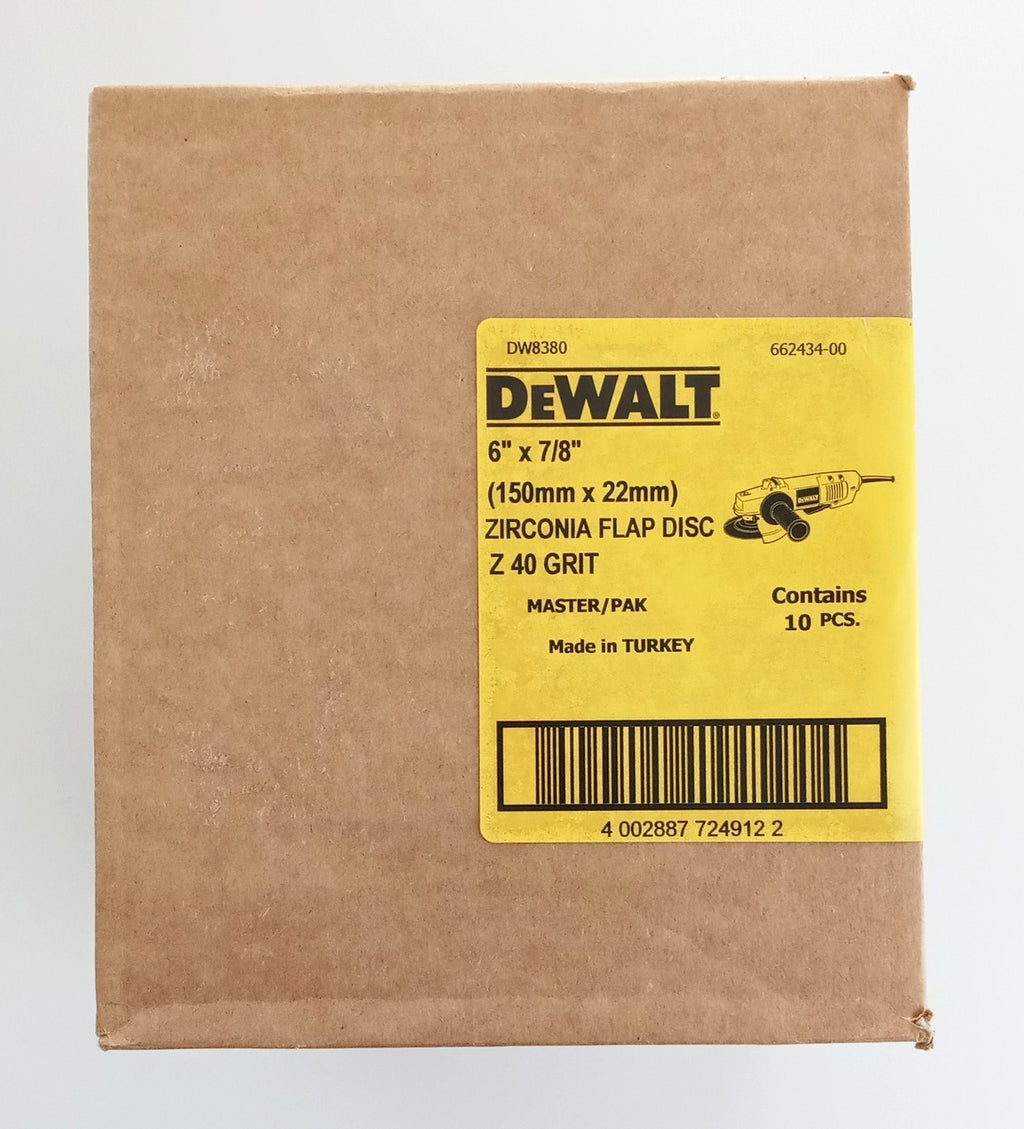 DW8380 662434-00
DEWALT®
6" x 7/8"
(150mm x 22mm)
ZIRCONIA FLAP DISC
DEWALT
Z 40 GRIT
MASTER/PAK
Contains
10 PCS.
Made in TURKEY
4 002887 724912 2